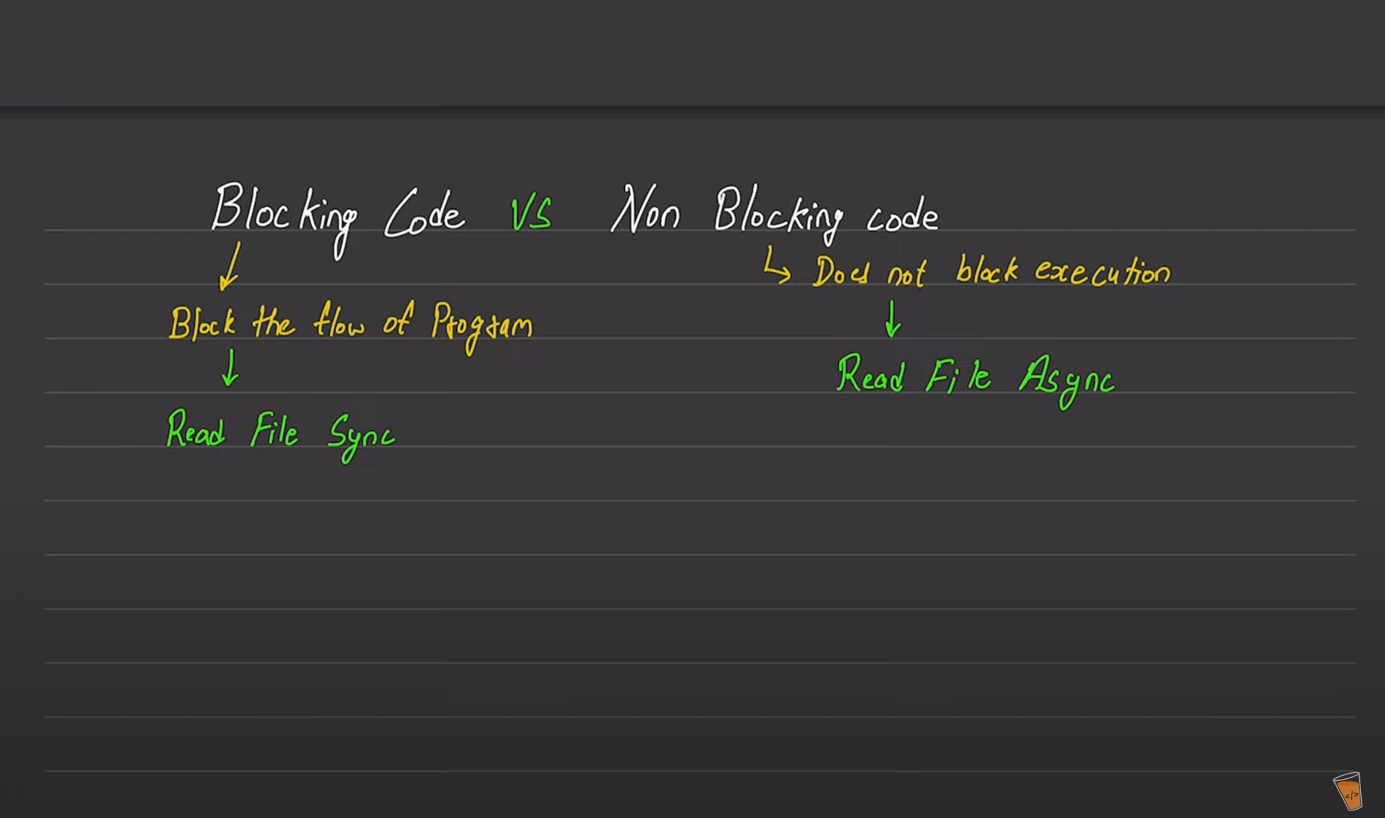 Blocking Code VS Non Blocking code
Does not block execution
Block the flow of Program
Read File Async
Read File Sync
</>